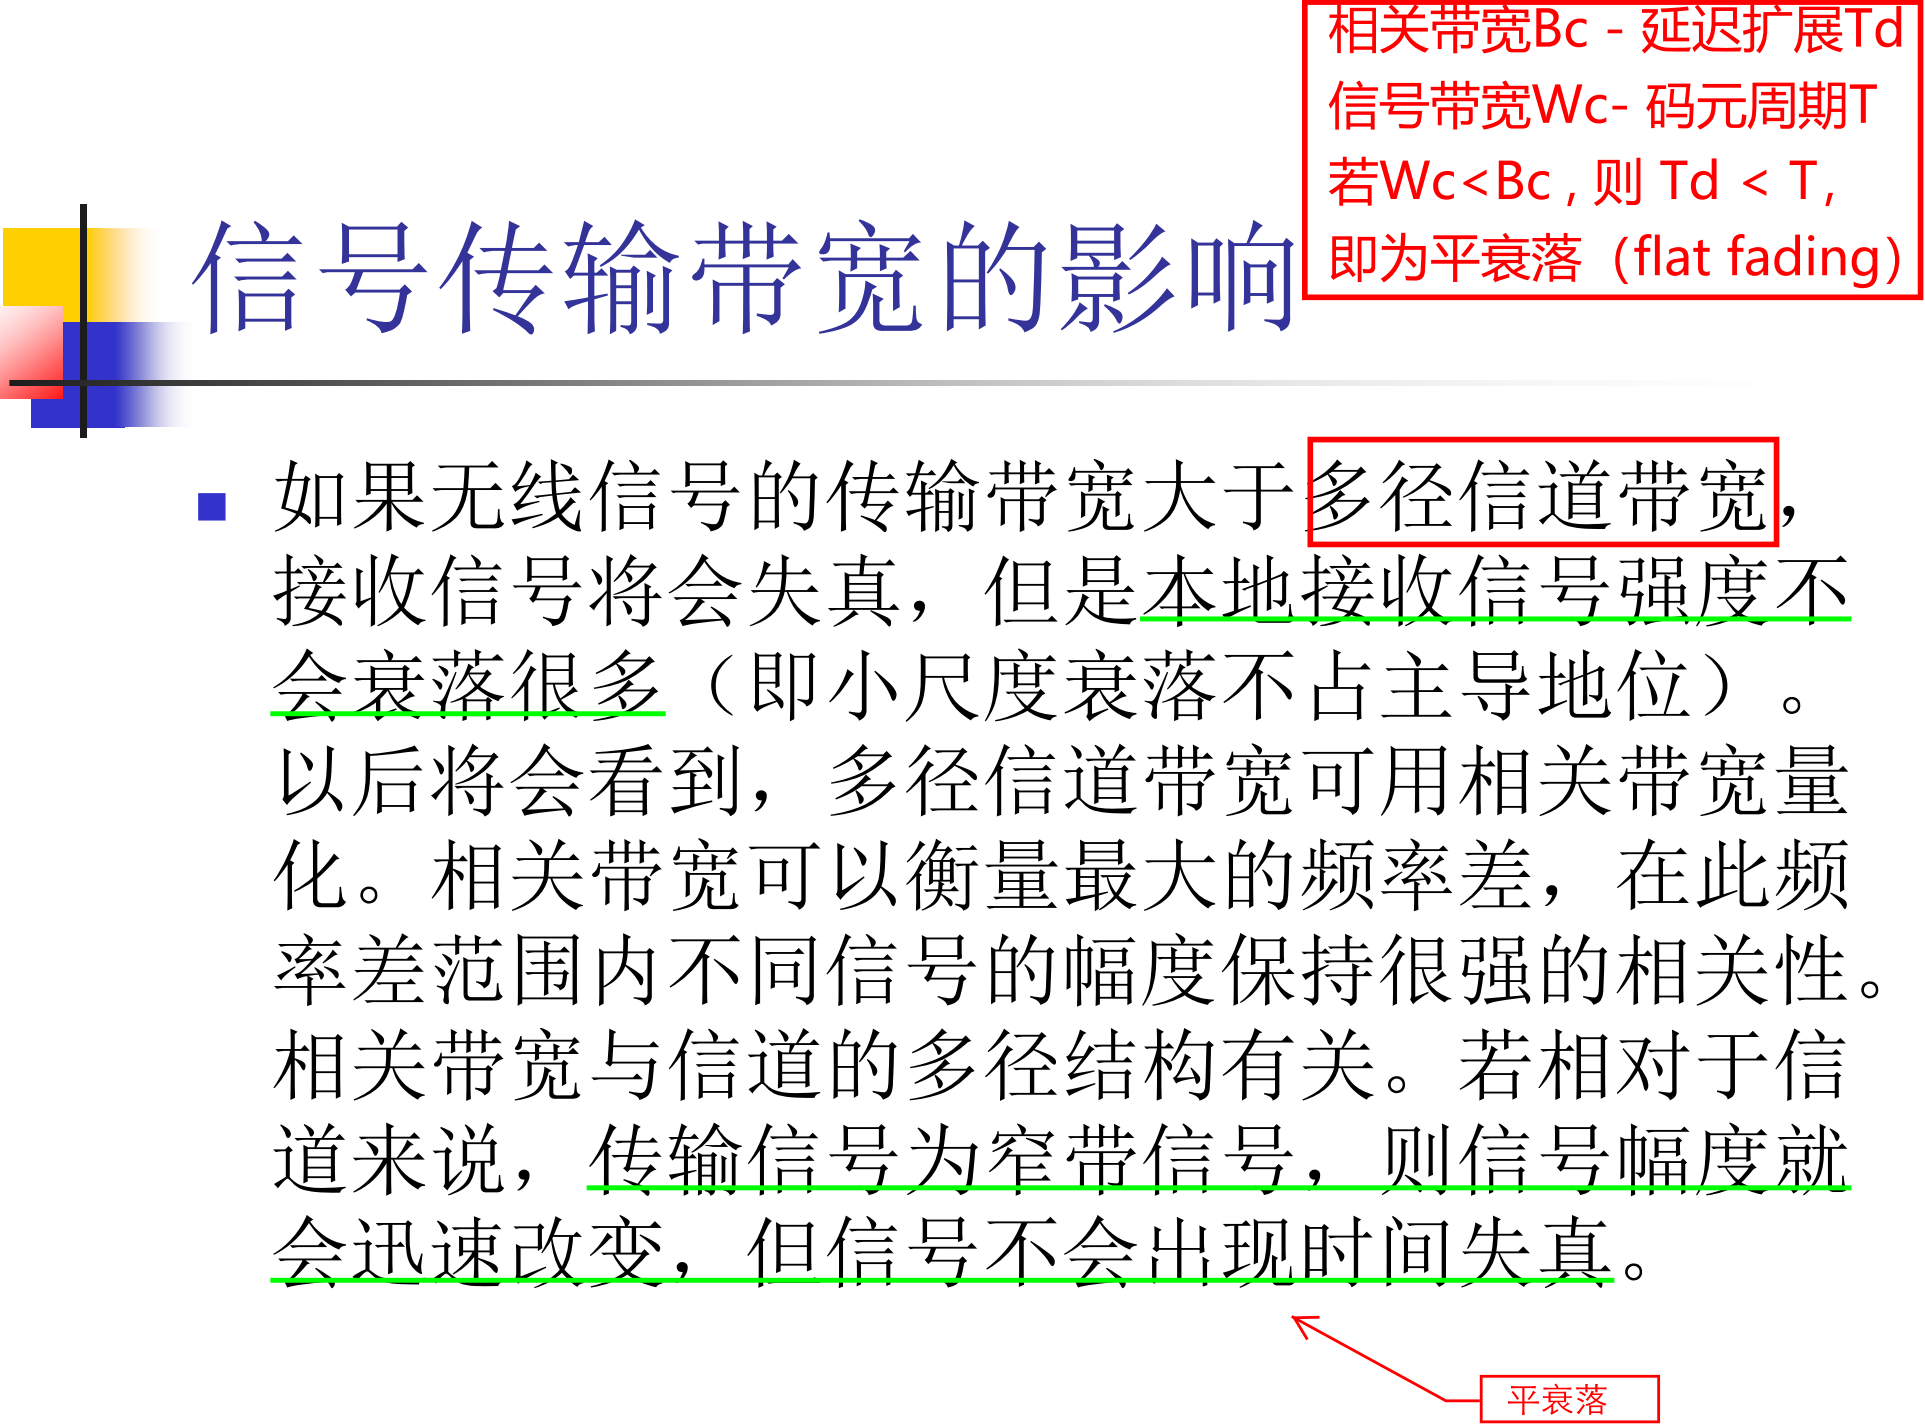 相关带宽Bc - 延迟扩展Td
信号带宽Wc- 码元周期T
若Wc<Bc , 则 Td < T,
即为平衰落（flat fading）
信号传输带宽的影响
如果无线信号的传输带宽大于多径信道带宽，
接收信号将会失真，但是本地接收信号强度不
会衰落很多（即小尺度衰落不占主导地位）。
以后将会看到，多径信道带宽可用相关带宽量
化。相关带宽可以衡量最大的频率差，在此频
率差范围内不同信号的幅度保持很强的相关性。
相关带宽与信道的多径结构有关。若相对于信
道来说，传输信号为窄带信号，则信号幅度就
会迅速改变，但信号不会出现时间失真。
平衰落